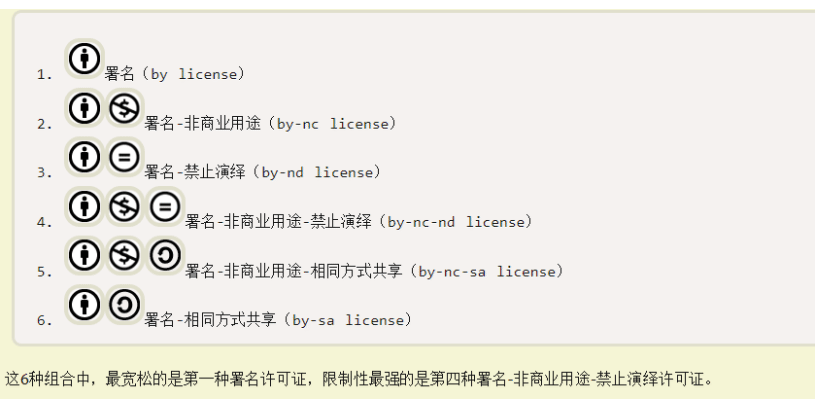 1. 署名（by license）
2. 署名-非商业用途（by-nc license）
3. 署名-禁止演绎（by-nd license）
4. 署名-非商业用途-禁止演绎（by-nc-nd license）
5. 署名-非商业用途-相同方式共享（by-nc-sa license）
6. 署名-相同方式共享（by-sa license）
这6种组合中，最宽松的是第一种署名许可证，限制性最强的是第四种署名-非商业用途-禁止演绎许可证。